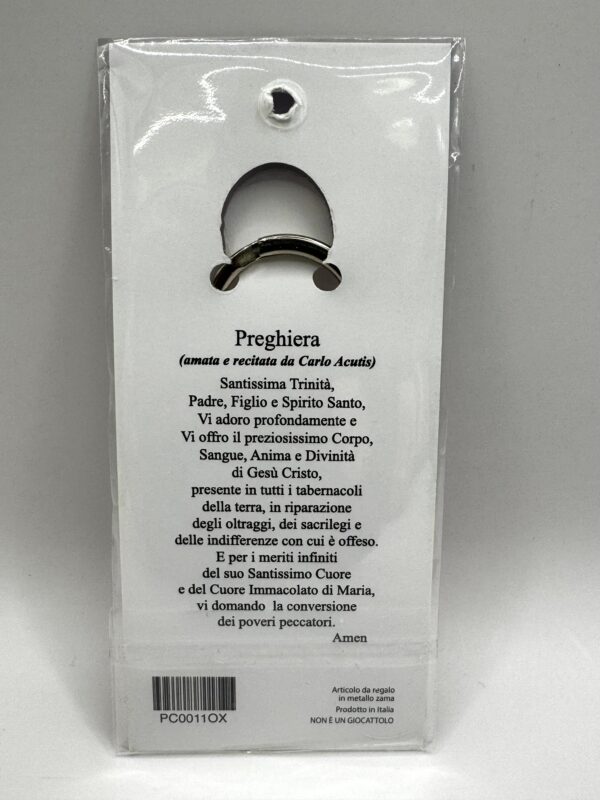 Preghiera
(amata e recitata da Carlo Acutis)
Santissima Trinità,
Padre, Figlio e Spirito Santo,
Vi adoro profondamente e
Vi offro il preziosissimo Corpo,
Sangue, Anima e Divinità
di Gesù Cristo,
presente in tutti i tabernacoli
della terra, in riparazione
degli oltraggi, dei sacrilegi e
delle indifferenze con cui è offeso.
E per i meriti infiniti
del suo Santissimo Cuore
e del Cuore Immacolato di Maria,
vi domando la conversione
dei poveri peccatori.
Amen
PC0011OX
Articolo da regalo
in metallo zama
Prodotto in Italia
NON È UN GIOCATTOLO